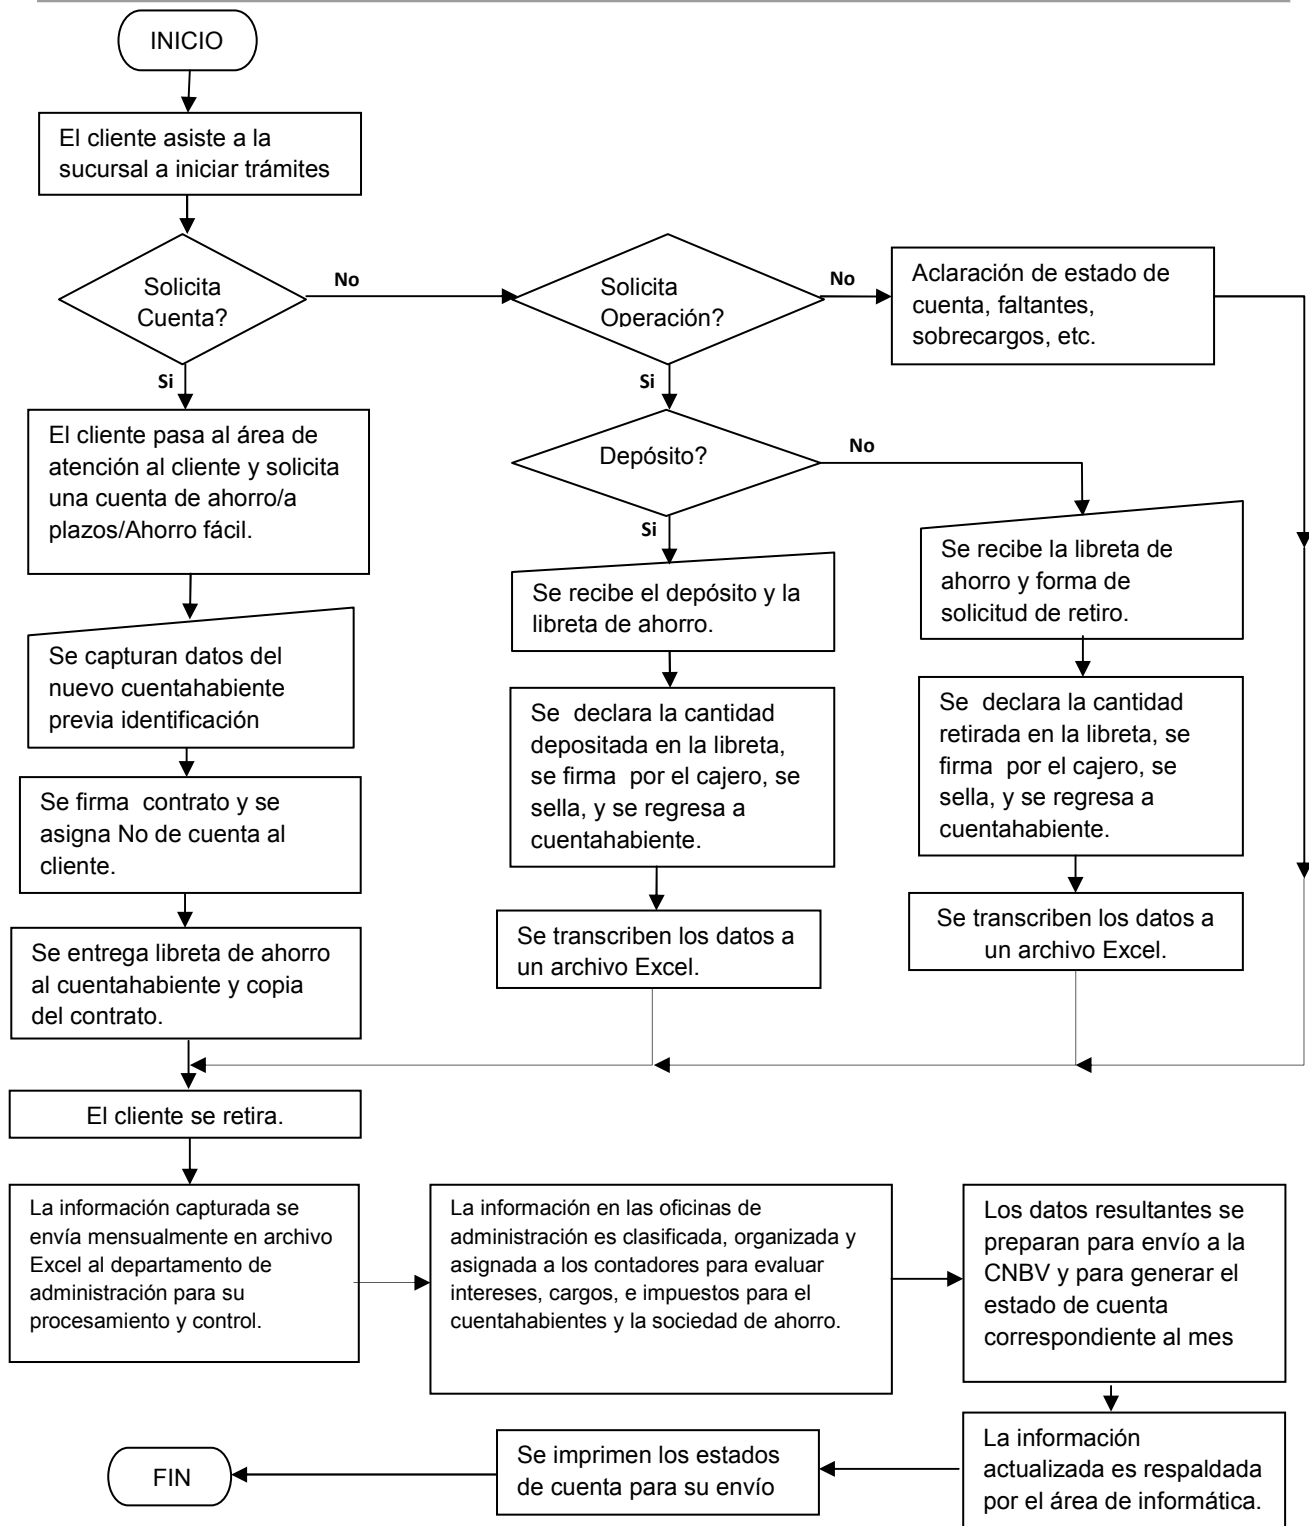 INICIO
El cliente asiste a la
sucursal a iniciar trámites
Solicita
Cuenta?
No
Solicita
Operación?
No
Aclaración de estado de
cuenta, faltantes,
sobrecargos, etc.
Si
Si
El cliente pasa al área de
atención al cliente y solicita
una cuenta de ahorro/a
plazos/Ahorro fácil.
Depósito?
No
Si
Se capturan datos del
nuevo cuentahabiente
previa identificación
Se recibe el depósito y la
libreta de ahorro.
Se recibe la libreta de
ahorro y forma de
solicitud de retiro.
Se firma contrato y se
asigna No de cuenta al
cliente.
Se declara la cantidad
depositada en la libreta,
se firma por el cajero, se
sella, y se regresa a
cuentahabiente.
Se declara la cantidad
retirada en la libreta, se
firma por el cajero, se
sella, y se regresa a
cuentahabiente.
Se entrega libreta de ahorro
al cuentahabiente y copia
del contrato.
Se transcriben los datos a
un archivo Excel.
Se transcriben los datos a
un archivo Excel.
El cliente se retira.
La información capturada se
envía mensualmente en archivo
Excel al departamento de
administración para su
procesamiento y control.
La información en las oficinas de
administración es clasificada, organizada y
asignada a los contadores para evaluar
intereses, cargos, e impuestos para el
cuentahabientes y la sociedad de ahorro.
Los datos resultantes se
preparan para envío a la
CNBV y para generar el
estado de cuenta
correspondiente al mes
La información
actualizada es respaldada
por el área de informática.
Se imprimen los estados
de cuenta para su envío
FIN